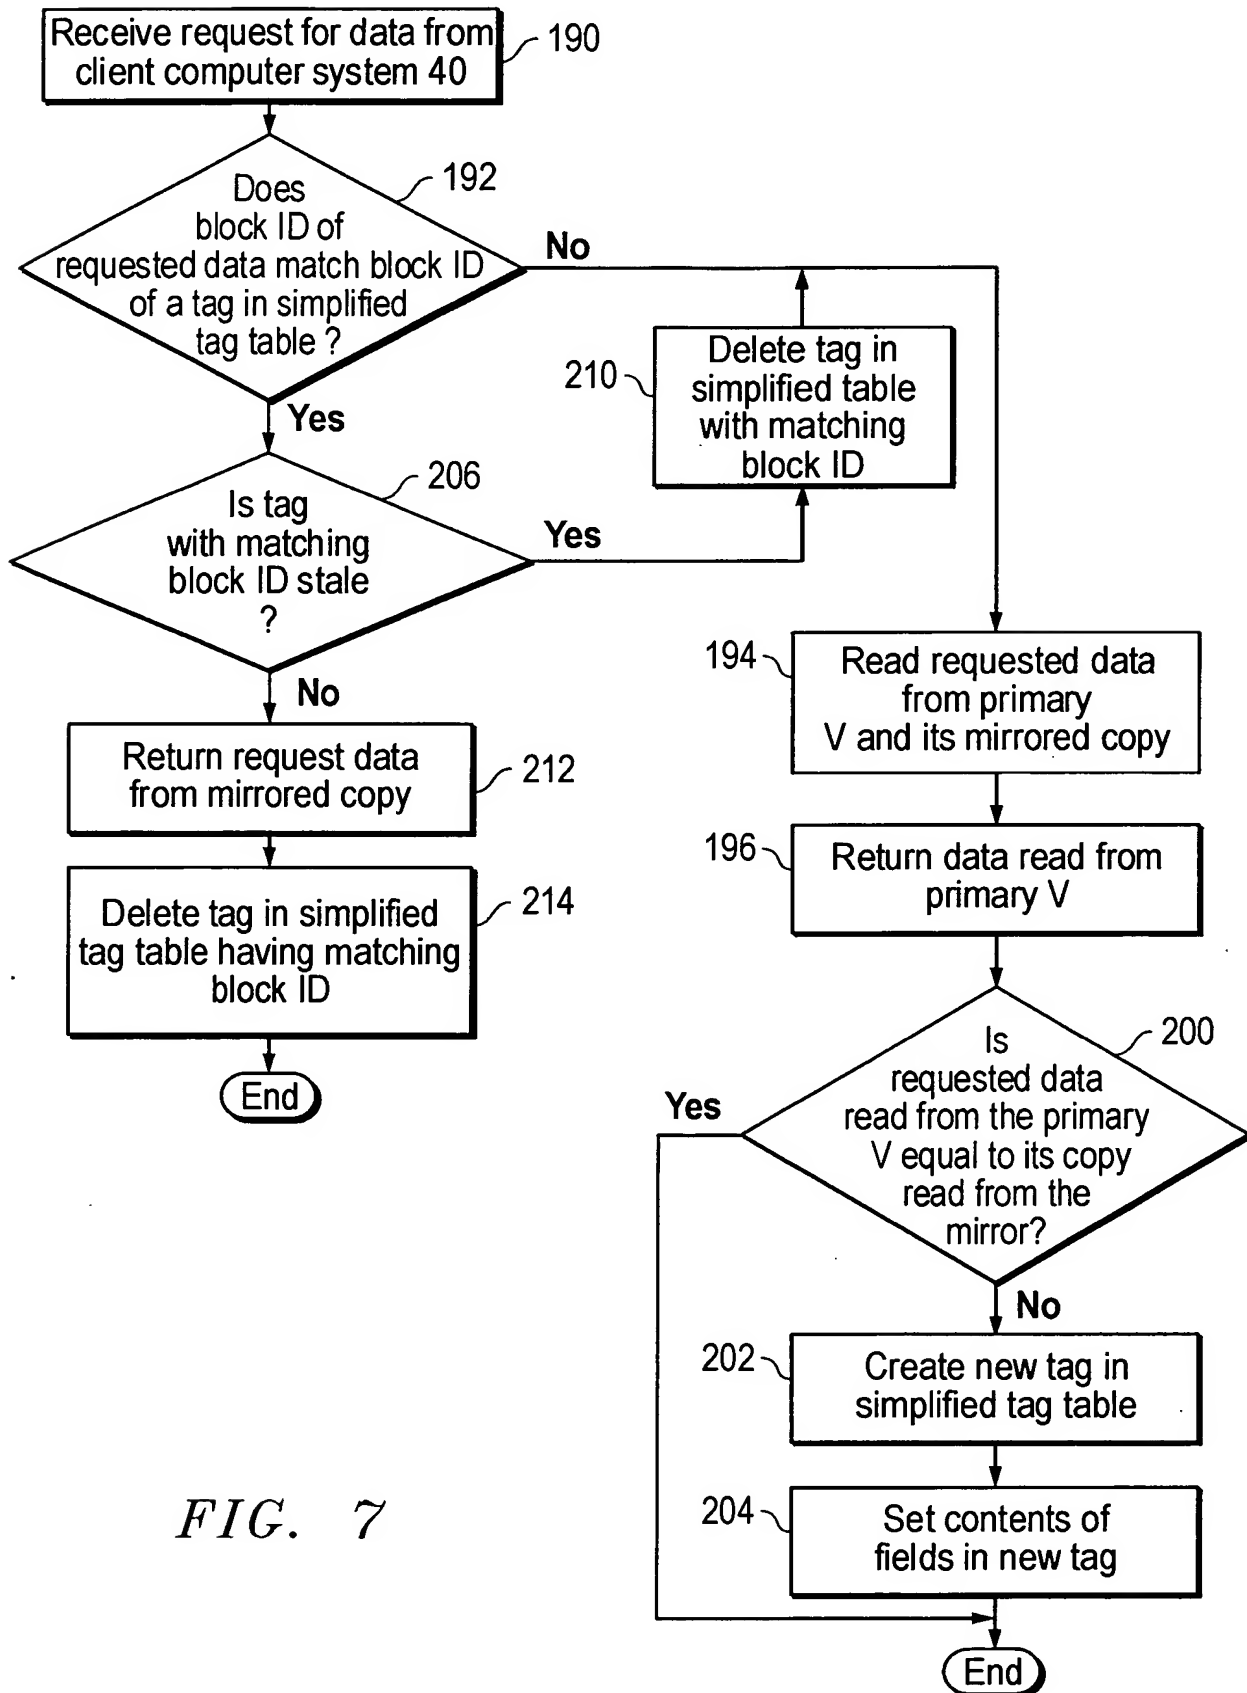 Receive request for data from
client computer system 40
190
Does
block ID of
requested data match block ID
of a tag in simplified
tag table ?
192
No
Yes
Delete tag in
simplified table
with matching
block ID
210
Is tag
with matching
block ID stale
?
206
Yes
No
Return request data
from mirrored copy
212
Delete tag in simplified
tag table having matching
block ID
214
End
194
Read requested data
from primary
V and its mirrored copy
196
Return data read from
primary V
Is
requested data
read from the primary
V equal to its copy
read from the
mirror?
200
Yes
No
202
Create new tag in
simplified tag table
204
Set contents of
fields in new tag
End
FIG. 7